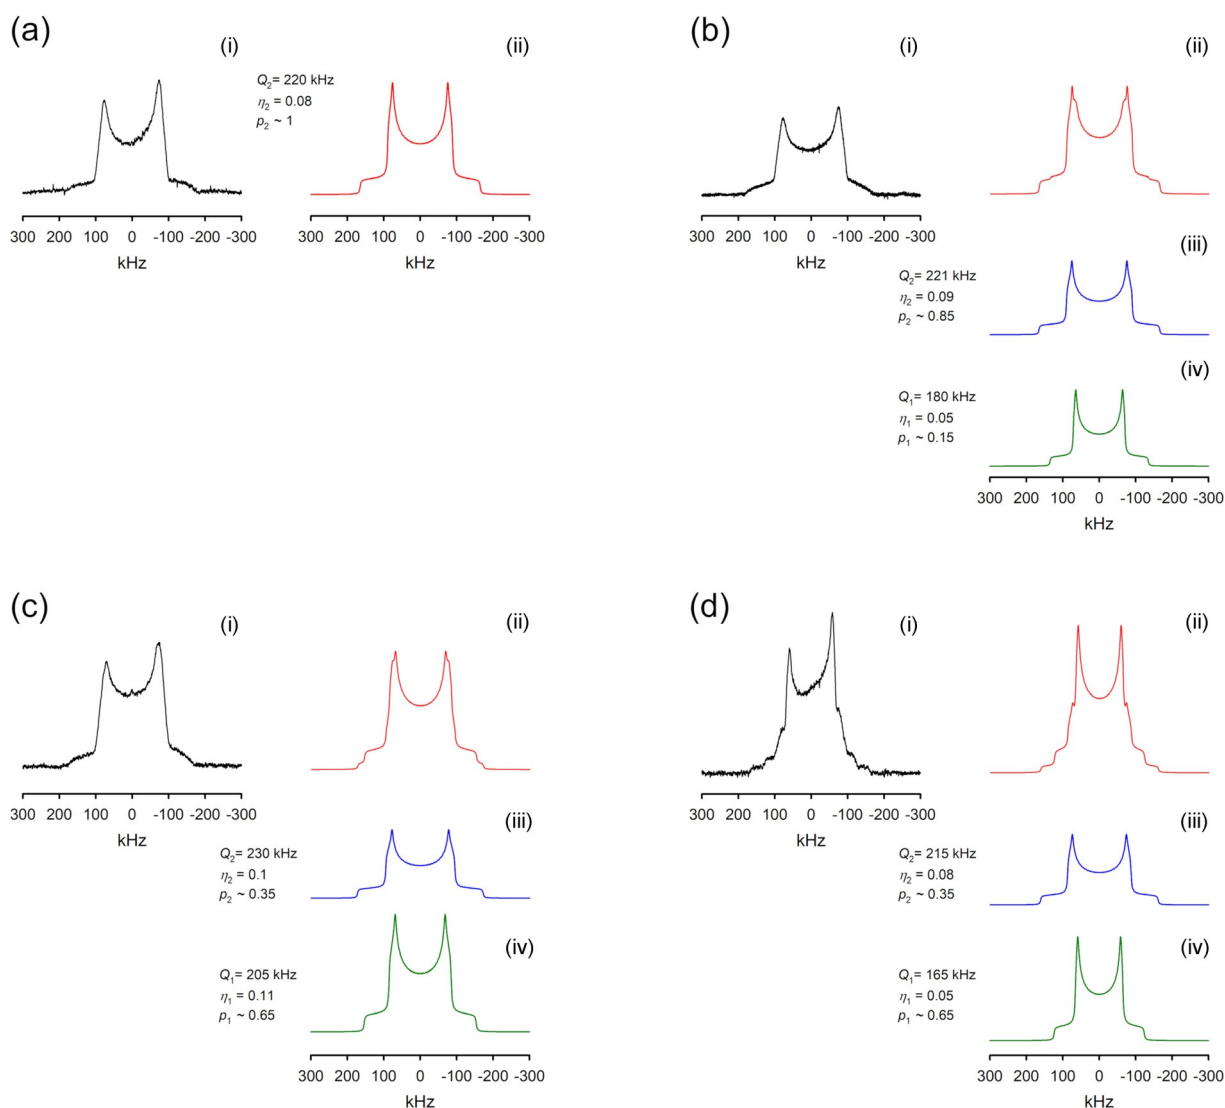 (a)
(i)
(ii)
Q2= 220 kHz
η2 = 0.08
p2 ~ 1
300 200 100 0 -100 -200 -300
kHz
300 200 100 0 -100 -200 -300
kHz
(b)
(i)
(ii)
300 200 100 0 -100 -200 -300
kHz
(iii)
Q2= 221 kHz
η2 = 0.09
p2 ~ 0.85
(iv)
Q1= 180 kHz
η1 = 0.05
p1 ~ 0.15
300 200 100 0 -100 -200 -300
kHz
(c)
(i)
(ii)
300 200 100 0 -100 -200 -300
kHz
(iii)
Q2= 230 kHz
η2 = 0.1
p2 ~ 0.35
(iv)
Q1= 205 kHz
η1 = 0.11
p1 ~ 0.65
300 200 100 0 -100 -200 -300
kHz
(d)
(i)
(ii)
300 200 100 0 -100 -200 -300
kHz
(iii)
Q2= 215 kHz
η2 = 0.08
p2 ~ 0.35
(iv)
Q1= 165 kHz
η1 = 0.05
p1 ~ 0.65
300 200 100 0 -100 -200 -300
kHz